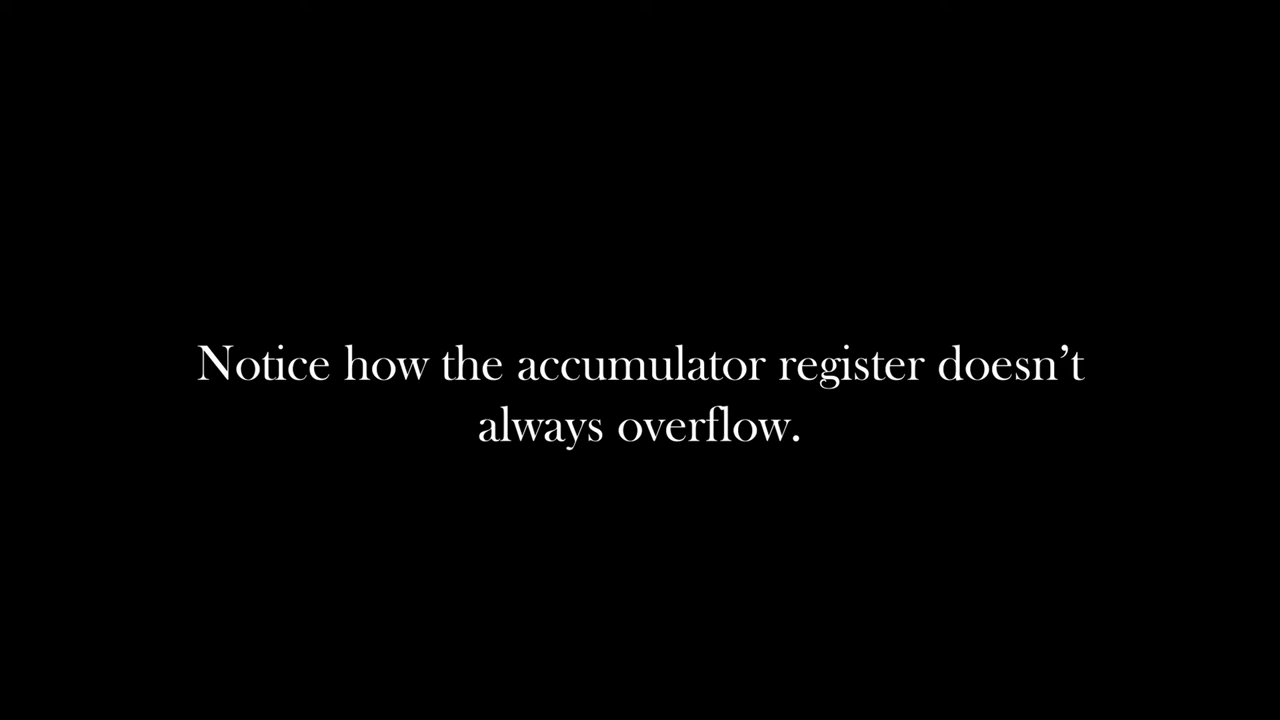 Notice how the accumulator register doesn’t
always overflow.